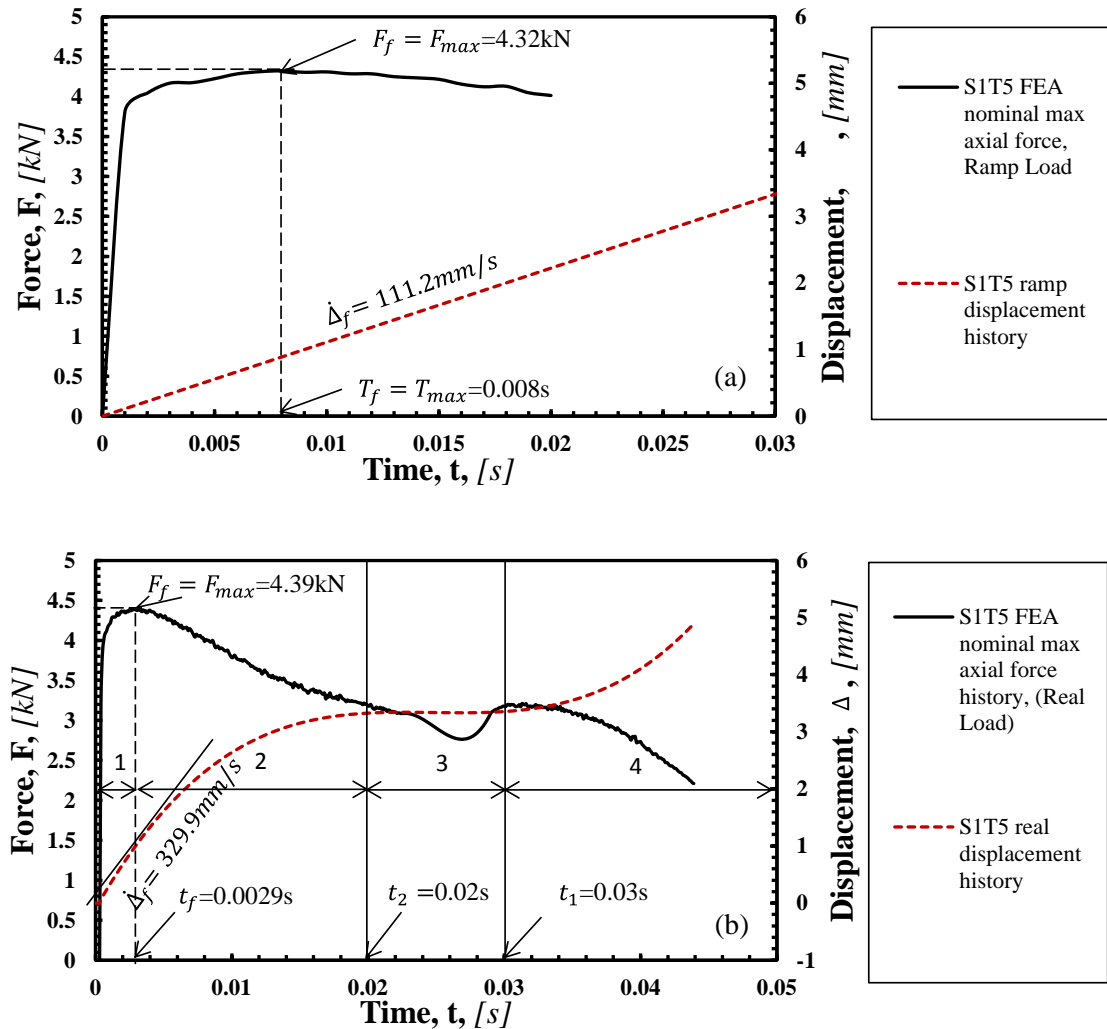 F_f = F_max=4.32kN
Force, F, [kN]
5
4.5
4
3.5
3
2.5
2
1.5
1
0.5
0
Displacement, , [mm]
6
5
4
3
2
1
0
Δ̇_f = 111.2mm/s
T_f = T_max=0.008s
(a)
0 0.005 0.01 0.015 0.02 0.025 0.03
Time, t, [s]
S1T5 FEA
nominal max
axial force,
Ramp Load
S1T5 ramp
displacement
history
F_f = F_max=4.39kN
Force, F, [kN]
5
4.5
4
3.5
3
2.5
2
1.5
1
0.5
0
Displacement, Δ , [mm]
6
5
4
3
2
1
0
-1
1 2 3 4
Δ̇_f = 329.9mm/s
t_f=0.0029s
t_2 =0.02s
t_1=0.03s
(b)
0 0.01 0.02 0.03 0.04 0.05
Time, t, [s]
S1T5 FEA
nominal max
axial force
history, (Real
Load)
S1T5 real
displacement
history